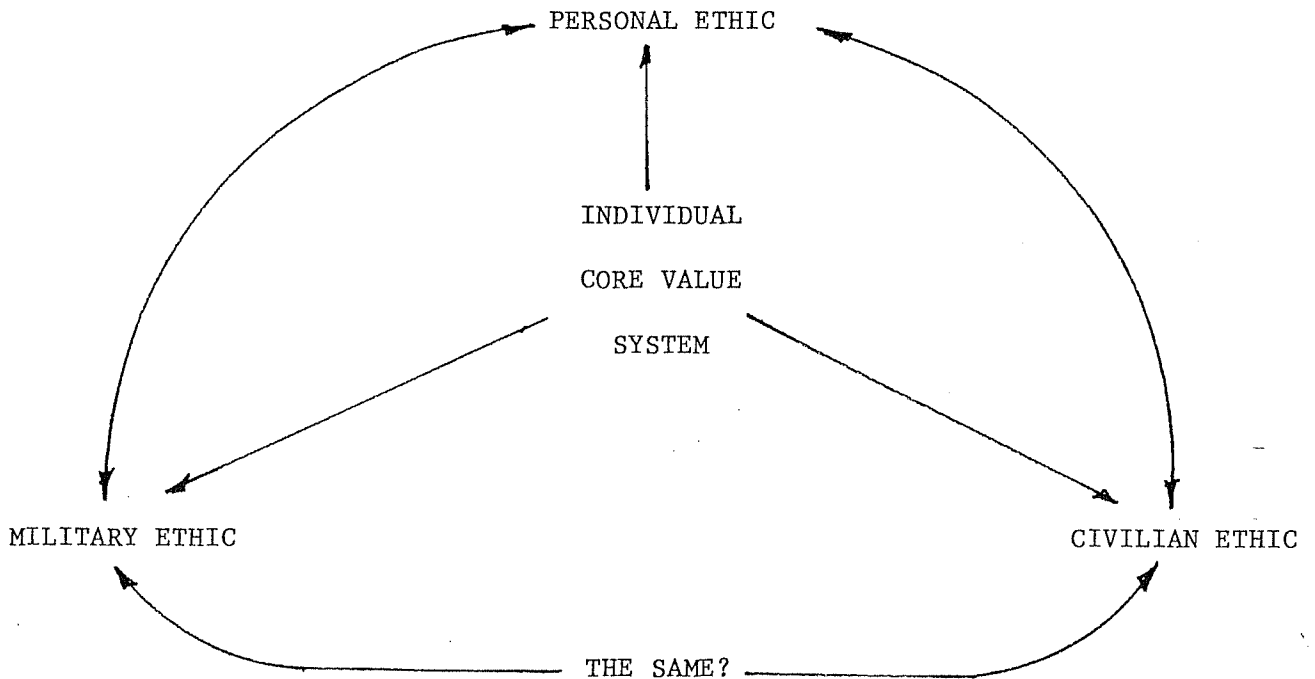 PERSONAL ETHIC
INDIVIDUAL
CORE VALUE
SYSTEM
MILITARY ETHIC
CIVILIAN ETHIC
THE SAME?